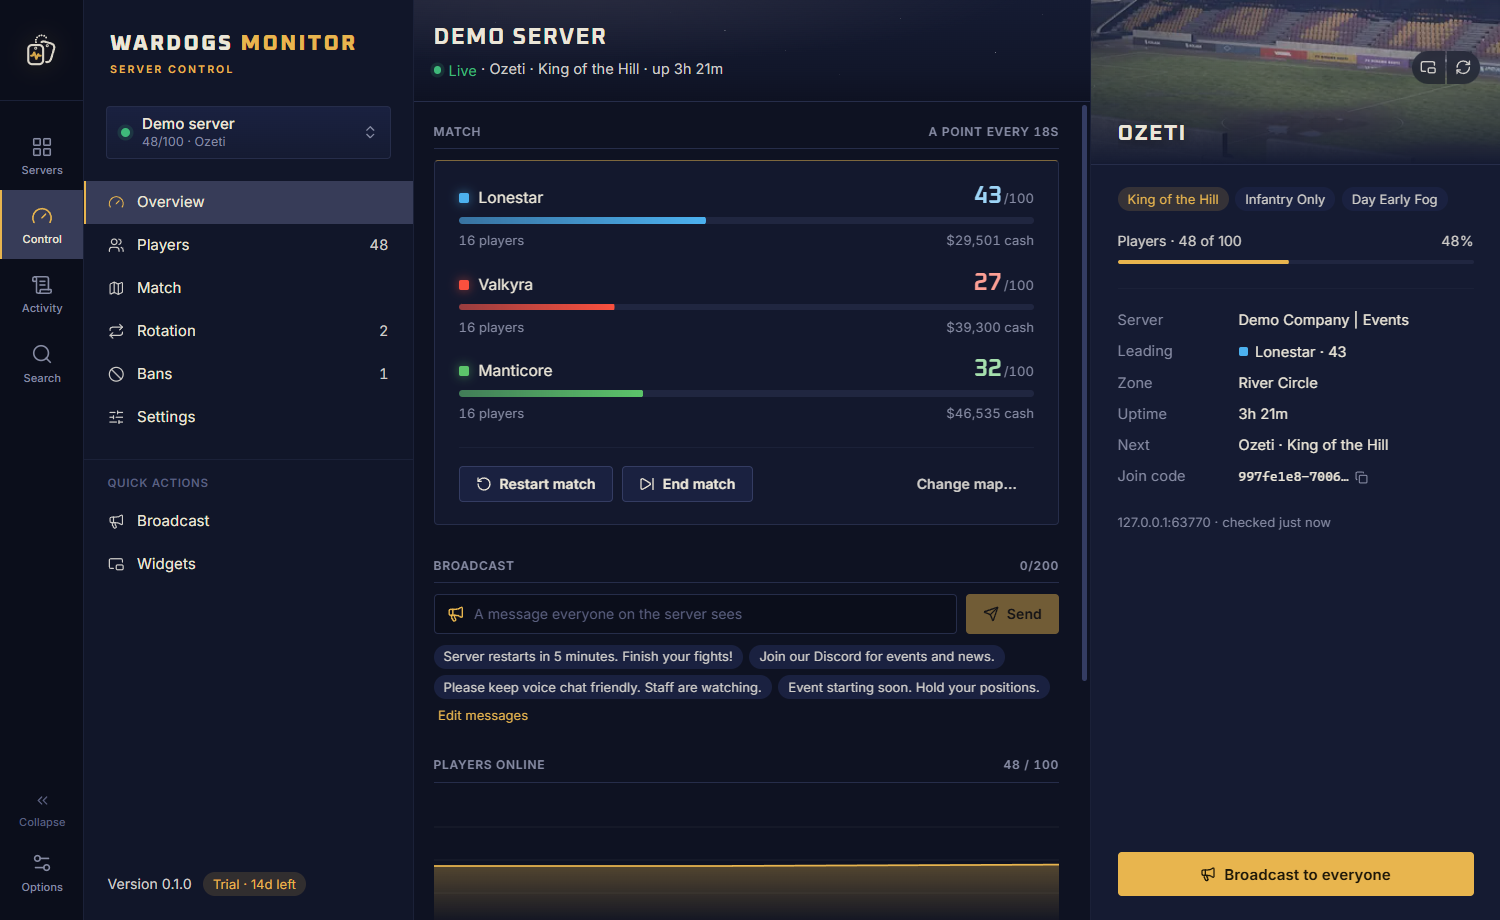 WARDOGS MONITOR
SERVER CONTROL
Servers
Control
Activity
Search
Collapse
Options
Demo server
48/100 · Ozeti
Overview
Players 48
Match
Rotation 2
Bans 1
Settings
QUICK ACTIONS
Broadcast
Widgets
Version 0.1.0 Trial · 14d left
DEMO SERVER
Live · Ozeti · King of the Hill · up 3h 21m
MATCH A POINT EVERY 18S
Lonestar 43/100
16 players $29,501 cash
Valkyra 27/100
16 players $39,300 cash
Manticore 32/100
16 players $46,535 cash
Restart match End match Change map...
BROADCAST 0/200
A message everyone on the server sees Send
Server restarts in 5 minutes. Finish your fights! Join our Discord for events and news.
Please keep voice chat friendly. Staff are watching. Event starting soon. Hold your positions.
Edit messages
PLAYERS ONLINE 48 / 100
OZETI
King of the Hill Infantry Only Day Early Fog
Players · 48 of 100 48%
Server Demo Company | Events
Leading Lonestar · 43
Zone River Circle
Uptime 3h 21m
Next Ozeti · King of the Hill
Join code 997fe1e8-7006…
127.0.0.1:63770 · checked just now
Broadcast to everyone